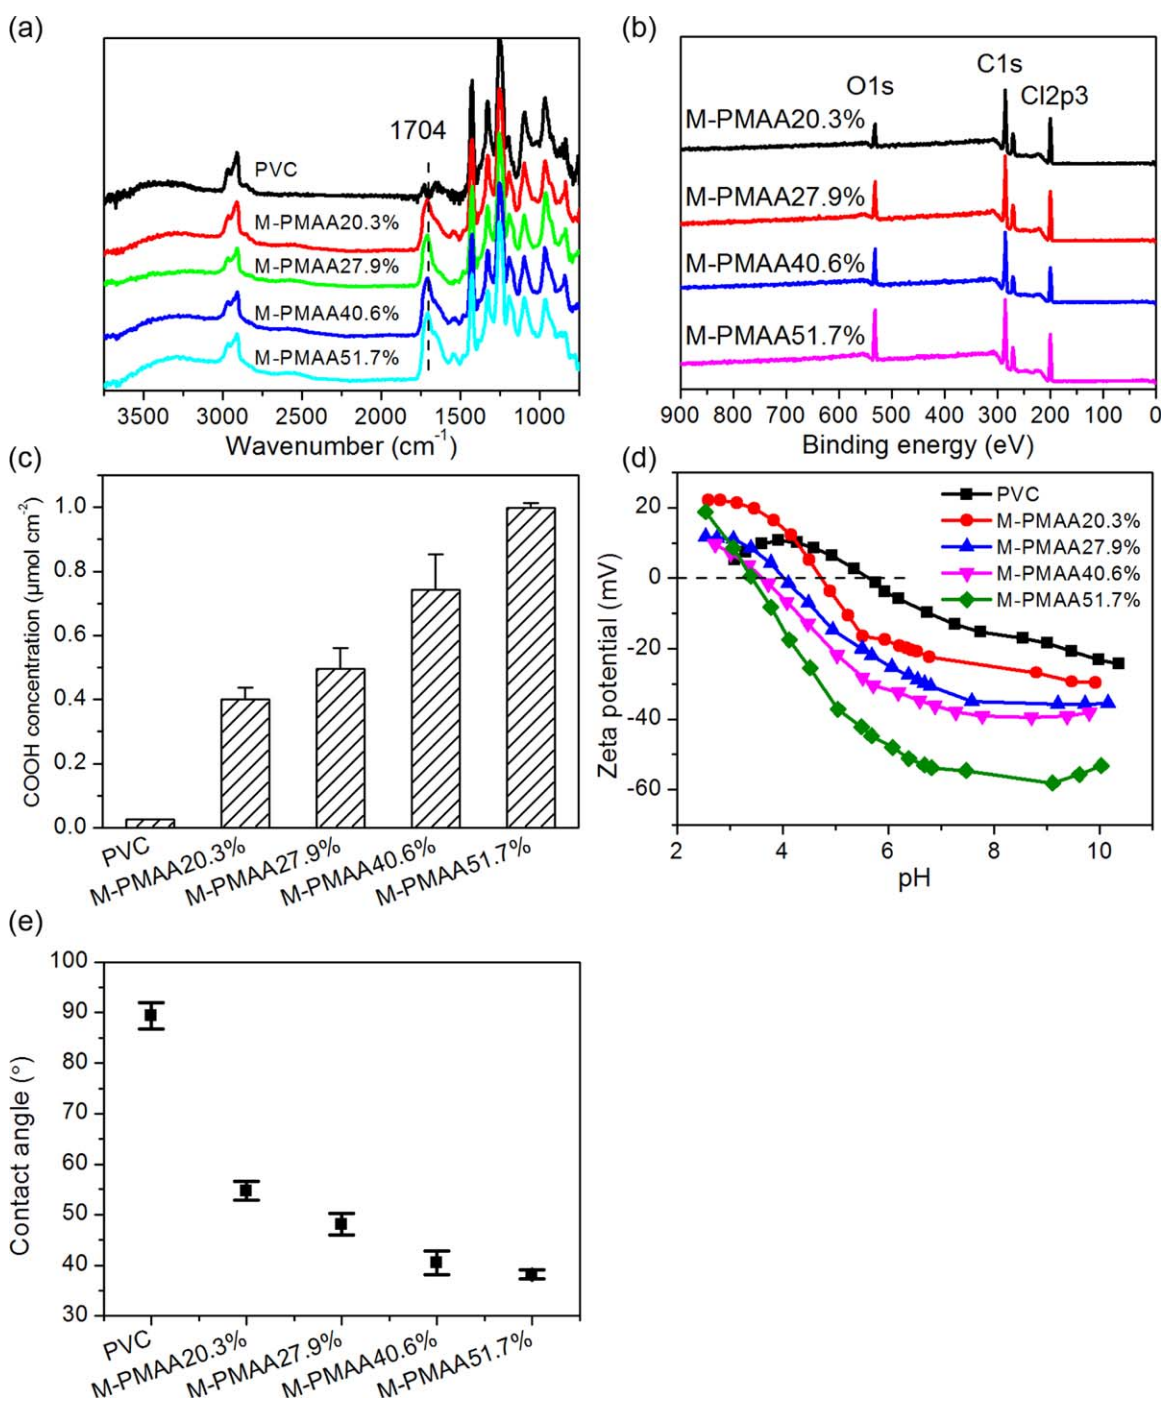 (a)
1704
PVC
M-PMAA20.3%
M-PMAA27.9%
M-PMAA40.6%
M-PMAA51.7%
3500 3000 2500 2000 1500 1000
Wavenumber (cm⁻¹)
(b)
O1s
C1s
Cl2p3
M-PMAA20.3%
M-PMAA27.9%
M-PMAA40.6%
M-PMAA51.7%
900 800 700 600 500 400 300 200 100 0
Binding energy (eV)
(c)
COOH concentration (μmol cm⁻²)
1.0
0.8
0.6
0.4
0.2
0.0
PVC
M-PMAA20.3%
M-PMAA27.9%
M-PMAA40.6%
M-PMAA51.7%
(d)
Zeta potential (mV)
20
0
-20
-40
-60
PVC
M-PMAA20.3%
M-PMAA27.9%
M-PMAA40.6%
M-PMAA51.7%
2 4 6 8 10
pH
(e)
Contact angle (°)
100
90
80
70
60
50
40
30
PVC
M-PMAA20.3%
M-PMAA27.9%
M-PMAA40.6%
M-PMAA51.7%